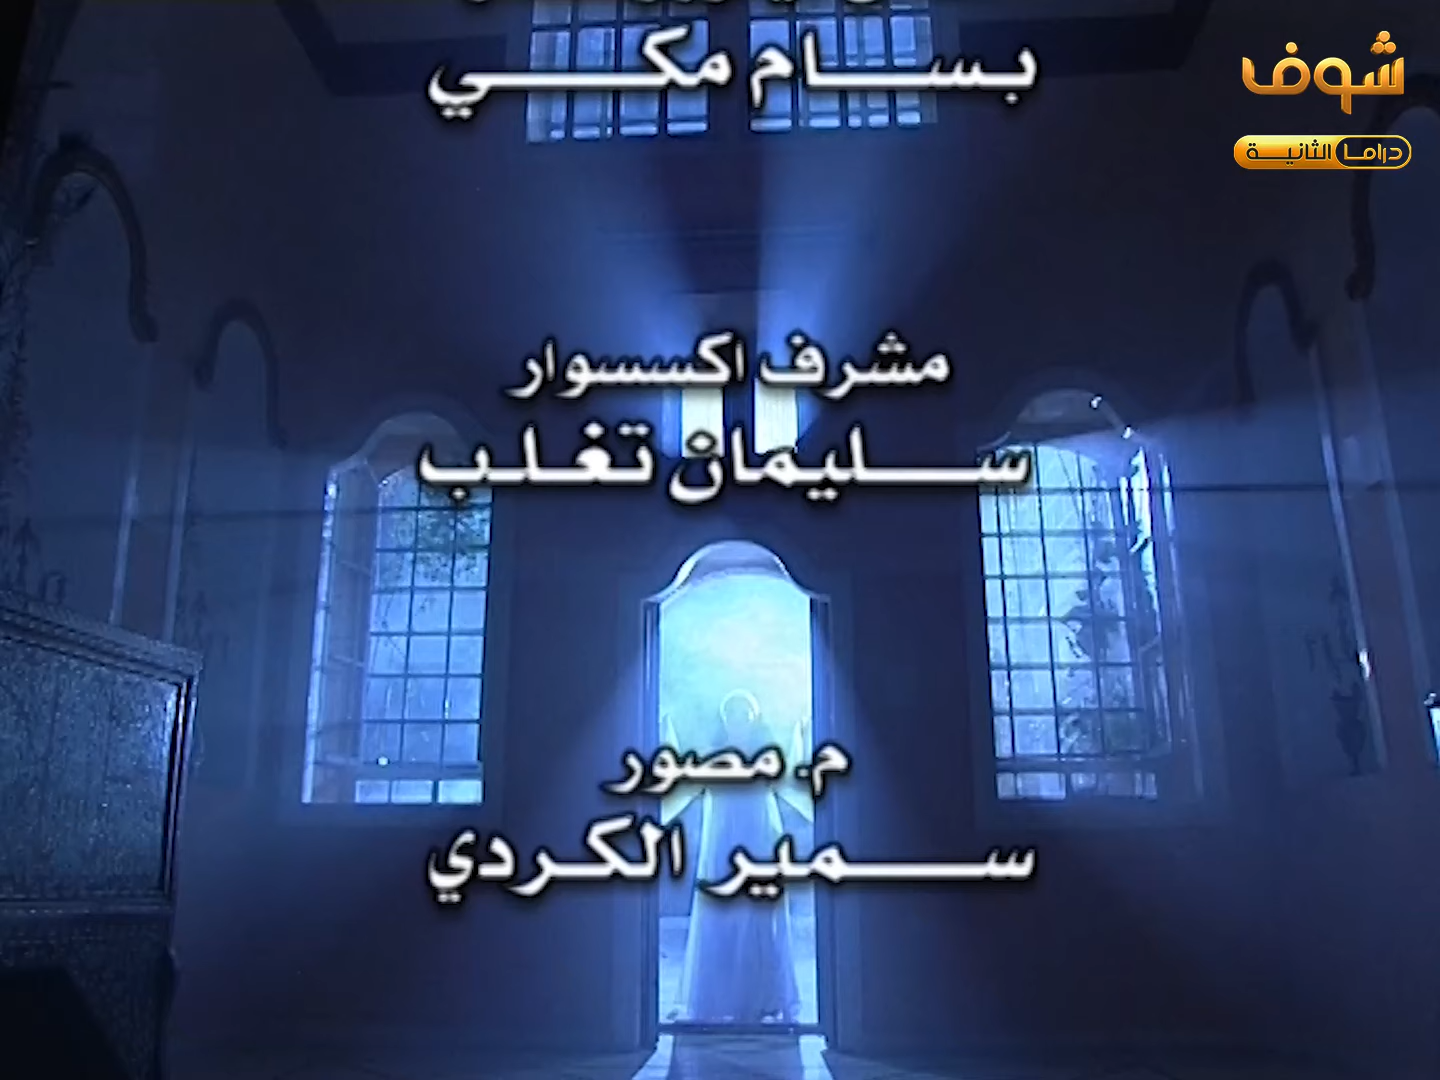 شوف
دراما الثانية
بسام مكي
مشرف اكسسوار
سليمان تغلب
م. مصور
سمير الكردي